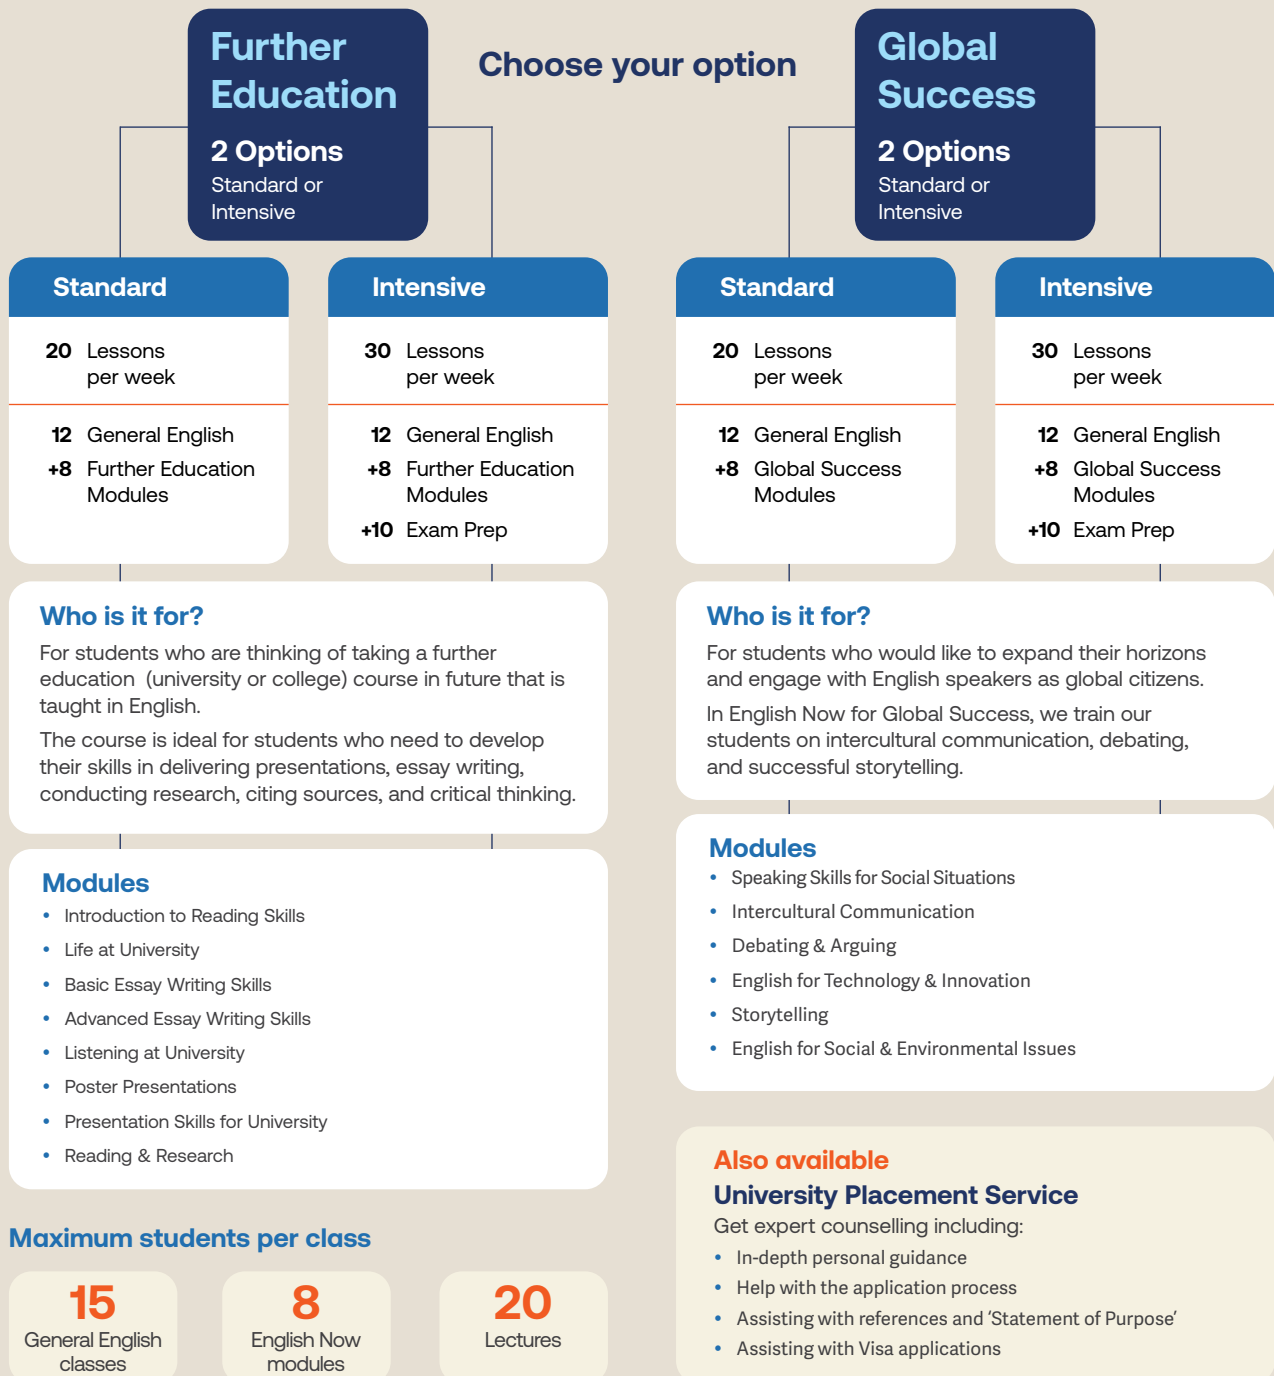 Choose your option
Further
Education
2 Options
Standard or
Intensive
Standard
20 Lessons
per week
12 General English
+8 Further Education
Modules
Intensive
30 Lessons
per week
12 General English
+8 Further Education
Modules
+10 Exam Prep
Who is it for?
For students who are thinking of taking a further
education (university or college) course in future that is
taught in English.
The course is ideal for students who need to develop
their skills in delivering presentations, essay writing,
conducting research, citing sources, and critical thinking.
Modules
• Introduction to Reading Skills
• Life at University
• Basic Essay Writing Skills
• Advanced Essay Writing Skills
• Listening at University
• Poster Presentations
• Presentation Skills for University
• Reading & Research
Maximum students per class
15
General English
classes
8
English Now
modules
20
Lectures
Global
Success
2 Options
Standard or
Intensive
Standard
20 Lessons
per week
12 General English
+8 Global Success
Modules
Intensive
30 Lessons
per week
12 General English
+8 Global Success
Modules
+10 Exam Prep
Who is it for?
For students who would like to expand their horizons
and engage with English speakers as global citizens.
In English Now for Global Success, we train our
students on intercultural communication, debating,
and successful storytelling.
Modules
• Speaking Skills for Social Situations
• Intercultural Communication
• Debating & Arguing
• English for Technology & Innovation
• Storytelling
• English for Social & Environmental Issues
Also available
University Placement Service
Get expert counselling including:
• In-depth personal guidance
• Help with the application process
• Assisting with references and ‘Statement of Purpose’
• Assisting with Visa applications